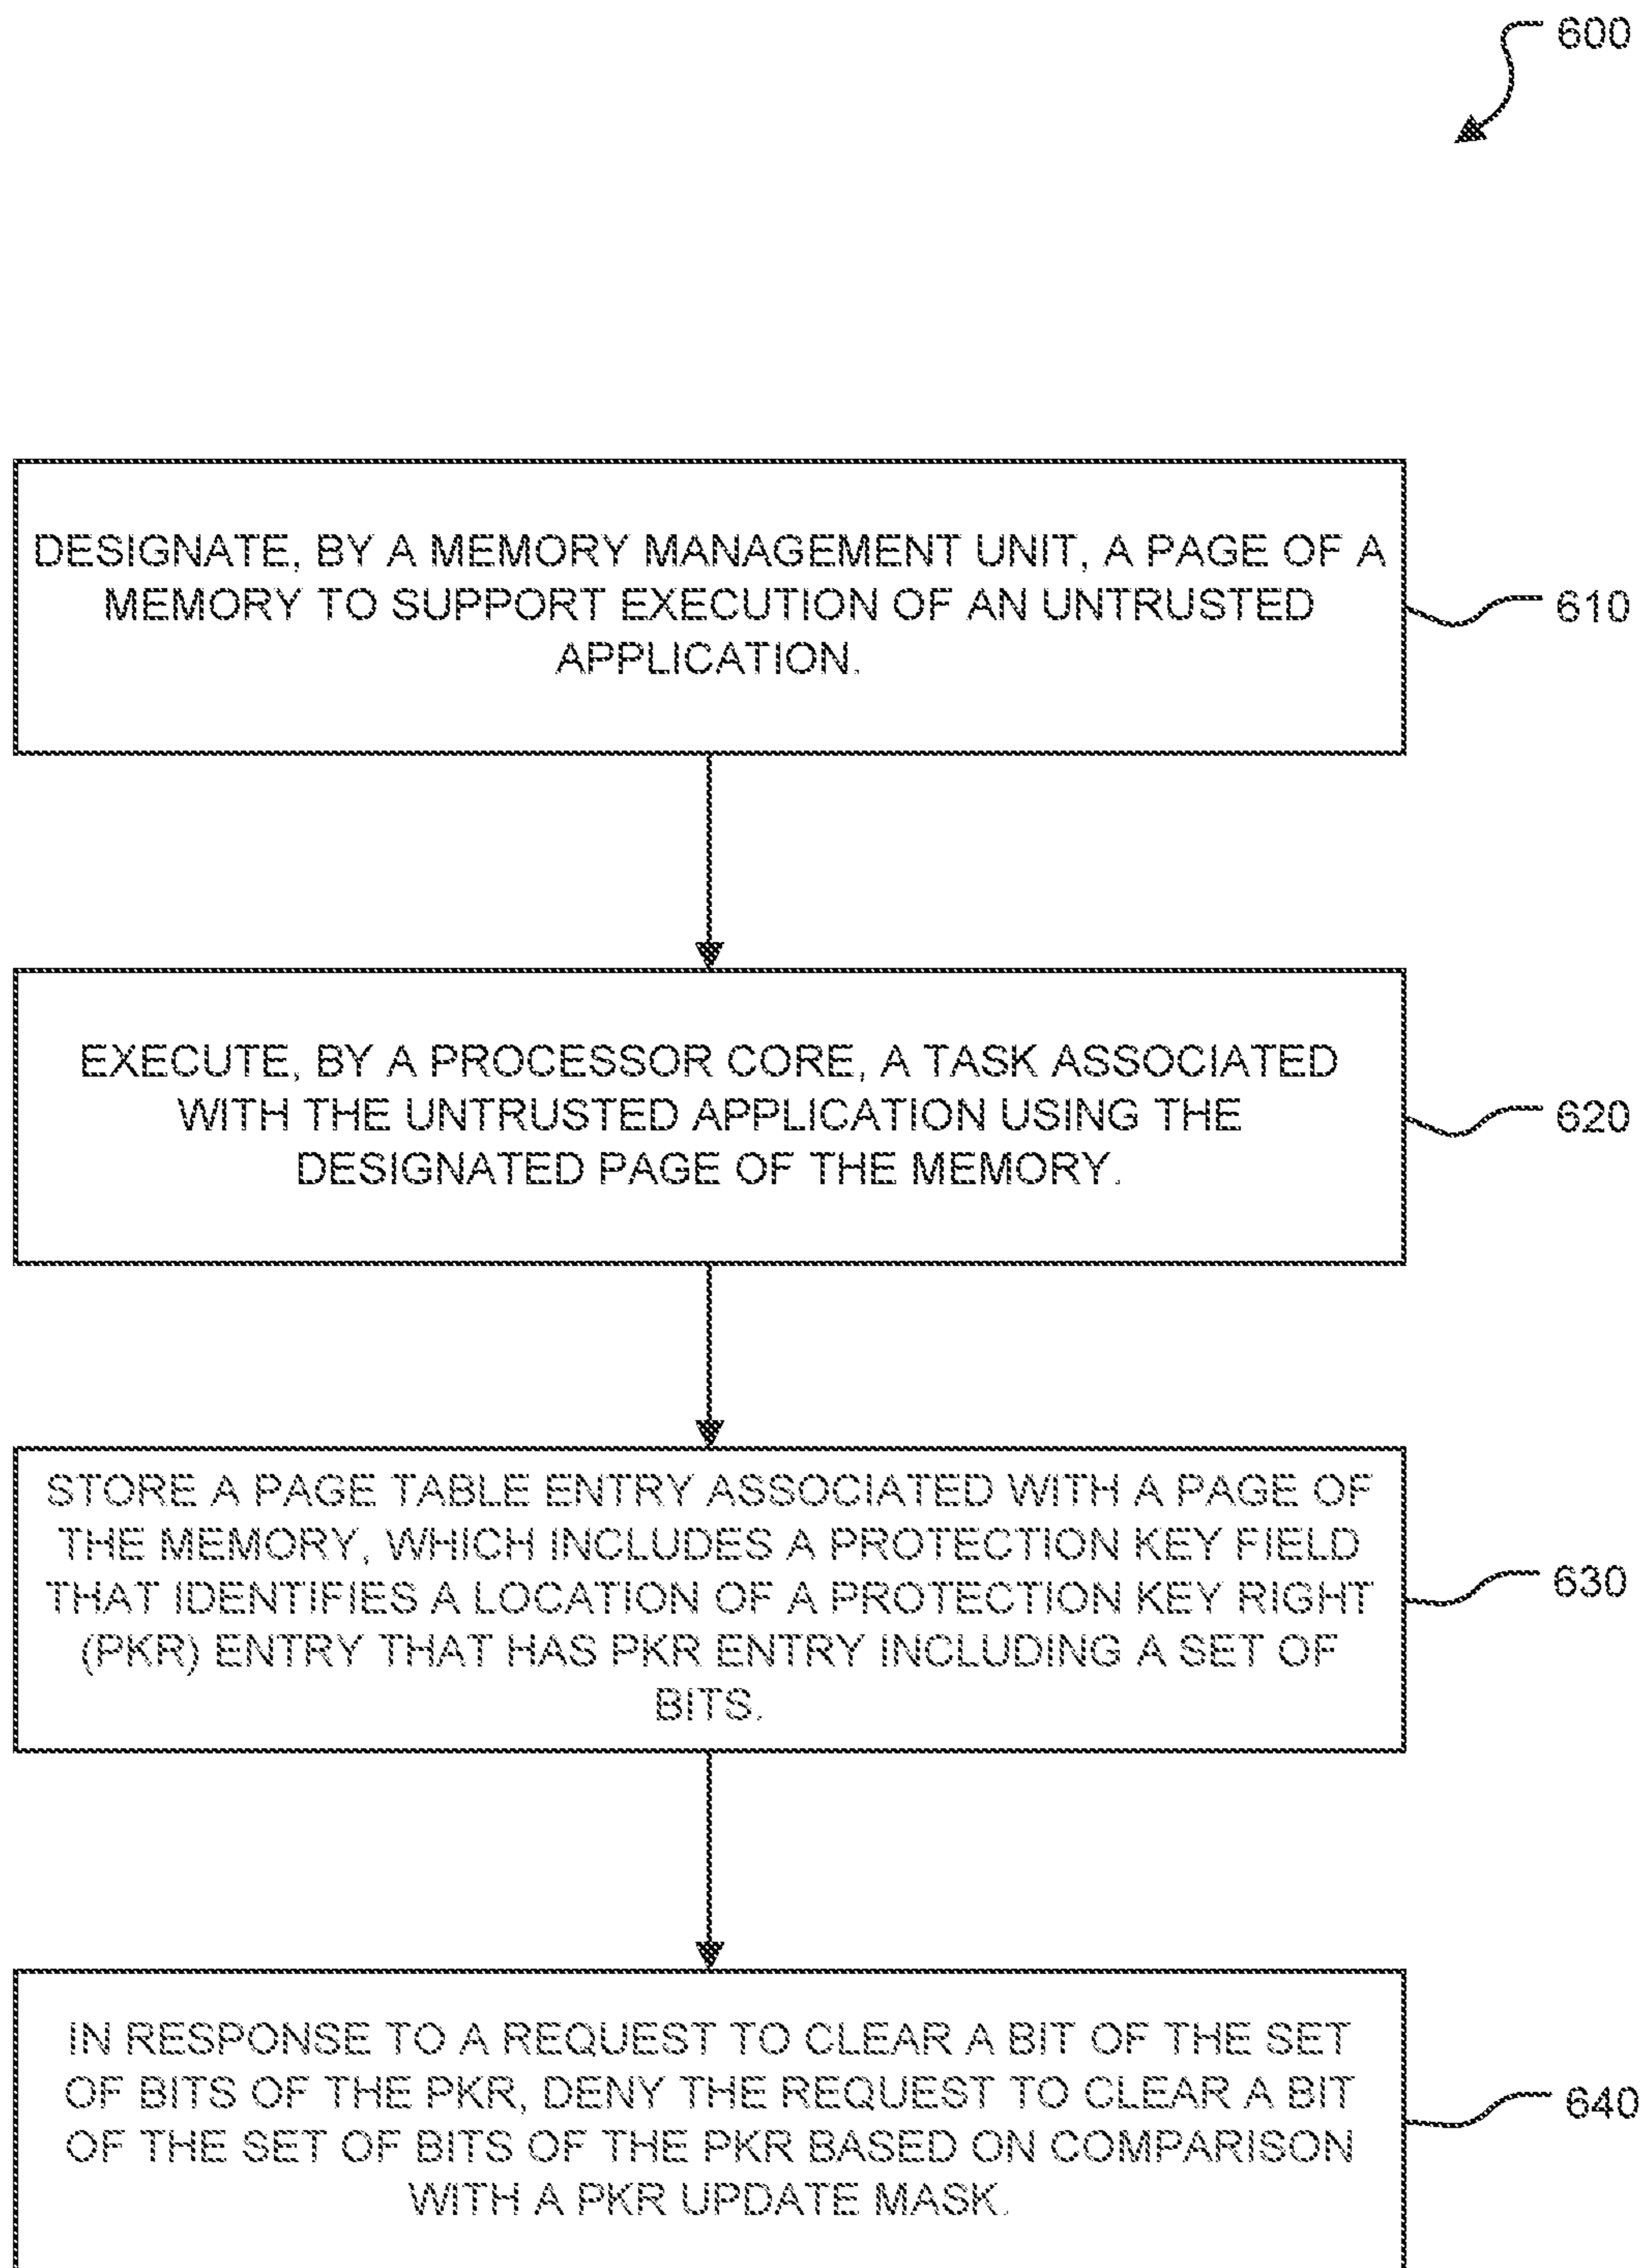 600
DESIGNATE, BY A MEMORY MANAGEMENT UNIT, A PAGE OF A
MEMORY TO SUPPORT EXECUTION OF AN UNTRUSTED
APPLICATION.
610
EXECUTE, BY A PROCESSOR CORE, A TASK ASSOCIATED
WITH THE UNTRUSTED APPLICATION USING THE
DESIGNATED PAGE OF THE MEMORY.
620
STORE A PAGE TABLE ENTRY ASSOCIATED WITH A PAGE OF
THE MEMORY, WHICH INCLUDES A PROTECTION KEY FIELD
THAT IDENTIFIES A LOCATION OF A PROTECTION KEY RIGHT
(PKR) ENTRY THAT HAS PKR ENTRY INCLUDING A SET OF
BITS.
630
IN RESPONSE TO A REQUEST TO CLEAR A BIT OF THE SET
OF BITS OF THE PKR, DENY THE REQUEST TO CLEAR A BIT
OF THE SET OF BITS OF THE PKR BASED ON COMPARISON
WITH A PKR UPDATE MASK.
640